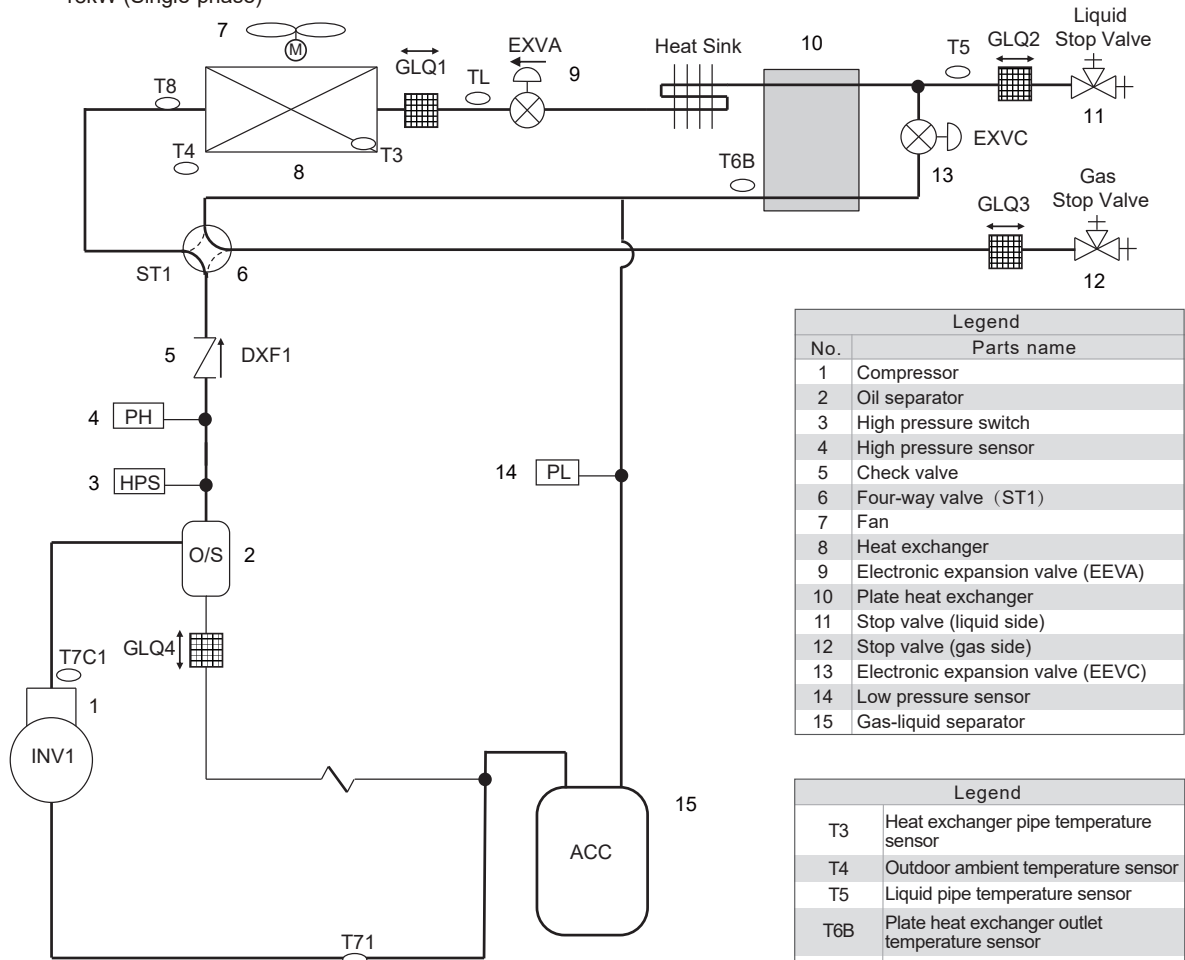 7
M
EXVA
9
GLQ1
TL
Heat Sink
10
T5
GLQ2
Liquid
Stop Valve
11
T8
T4
T3
8
T6B
EXVC
13
Gas
Stop Valve
GLQ3
12
ST1
6
5
DXF1
4
PH
3
HPS
14
PL
O/S
2
GLQ4
T7C1
1
INV1
15
ACC
T71
Legend
No. Parts name
1 Compressor
2 Oil separator
3 High pressure switch
4 High pressure sensor
5 Check valve
6 Four-way valve（ST1）
7 Fan
8 Heat exchanger
9 Electronic expansion valve (EEVA)
10 Plate heat exchanger
11 Stop valve (liquid side)
12 Stop valve (gas side)
13 Electronic expansion valve (EEVC)
14 Low pressure sensor
15 Gas-liquid separator
Legend
T3 Heat exchanger pipe temperature
sensor
T4 Outdoor ambient temperature sensor
T5 Liquid pipe temperature sensor
T6B Plate heat exchanger outlet
temperature sensor